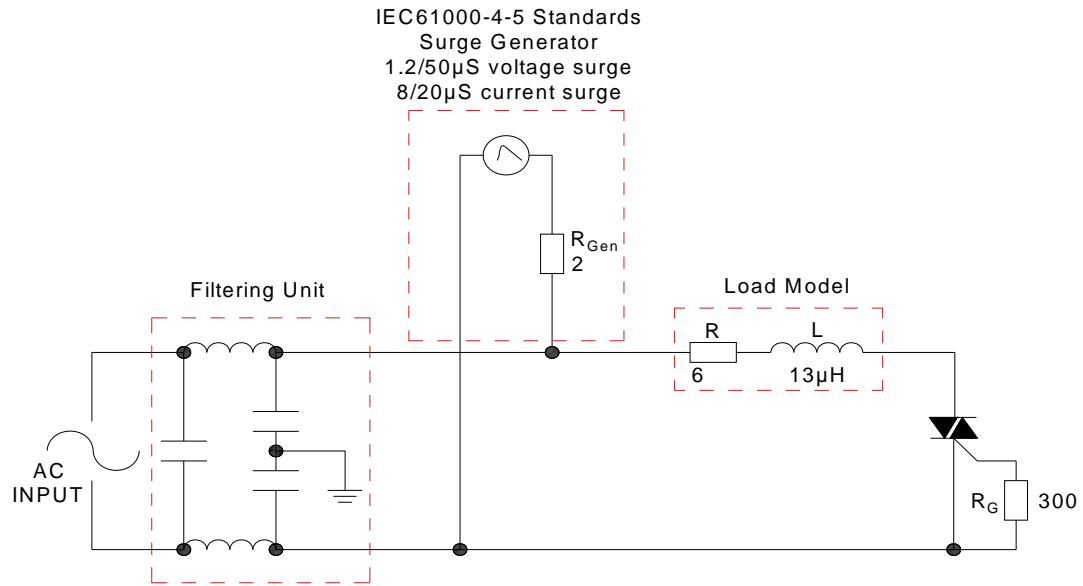 IEC61000-4-5 Standards
Surge Generator
1.2/50µS voltage surge
8/20µS current surge
RGen
2
Filtering Unit
Load Model
R
L
6
13µH
AC
INPUT
RG
300